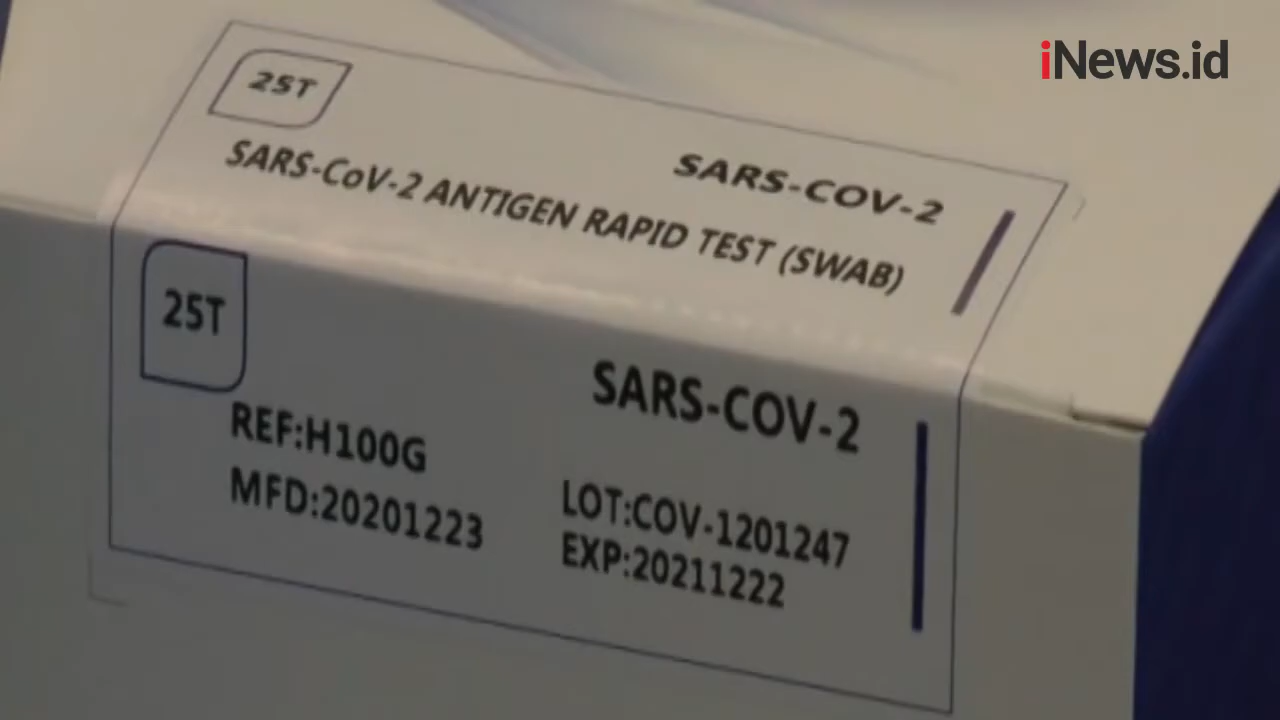 iNews.id
25T
SARS-COV-2
SARS-CoV-2 ANTIGEN RAPID TEST (SWAB)
25T
SARS-COV-2
REF:H100G
MFD:20201223
LOT:COV-1201247
EXP:20211222